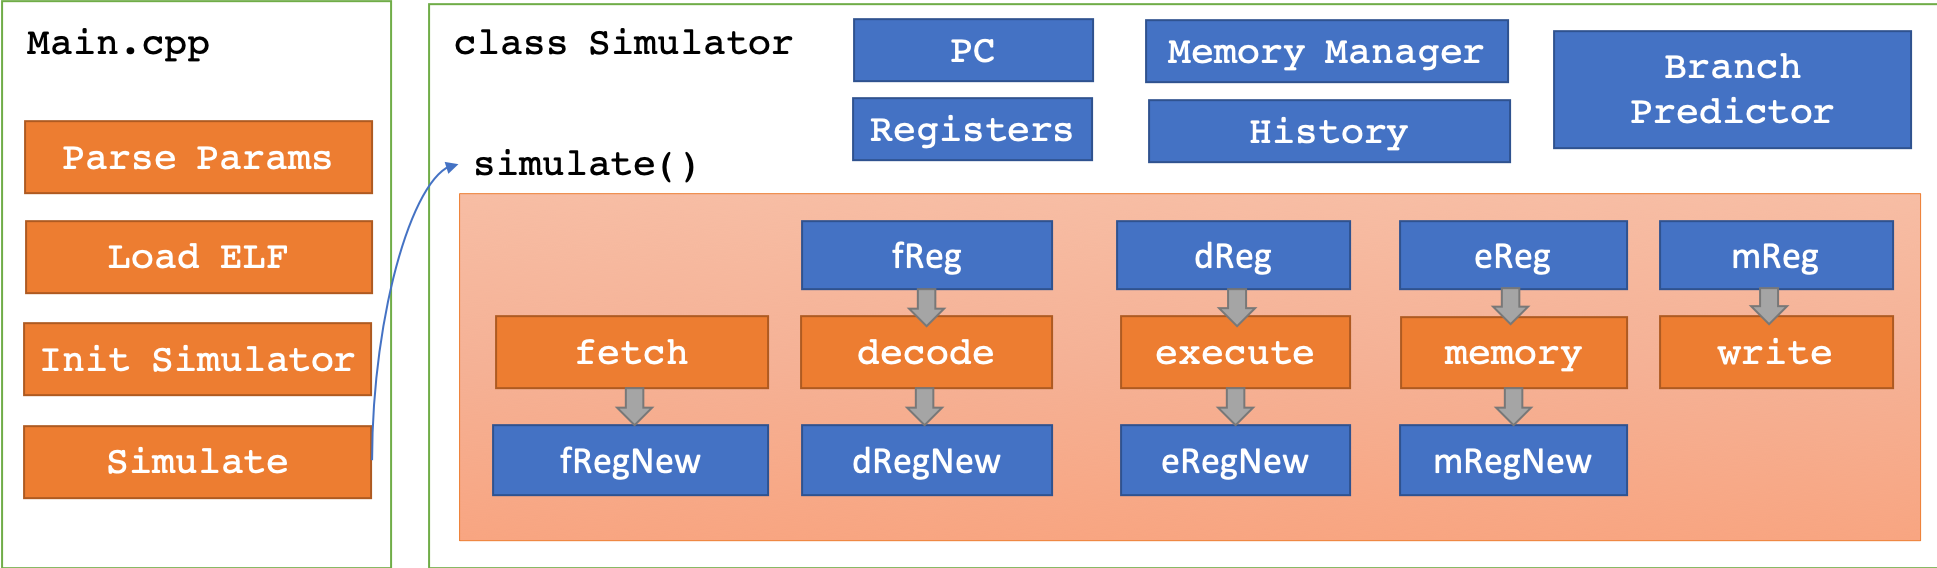 Main.cpp
Parse Params
Load ELF
Init Simulator
Simulate
class Simulator
PC
Memory Manager
Branch
Predictor
Registers
History
simulate()
fReg
dReg
eReg
mReg
fetch
decode
execute
memory
write
fRegNew
dRegNew
eRegNew
mRegNew